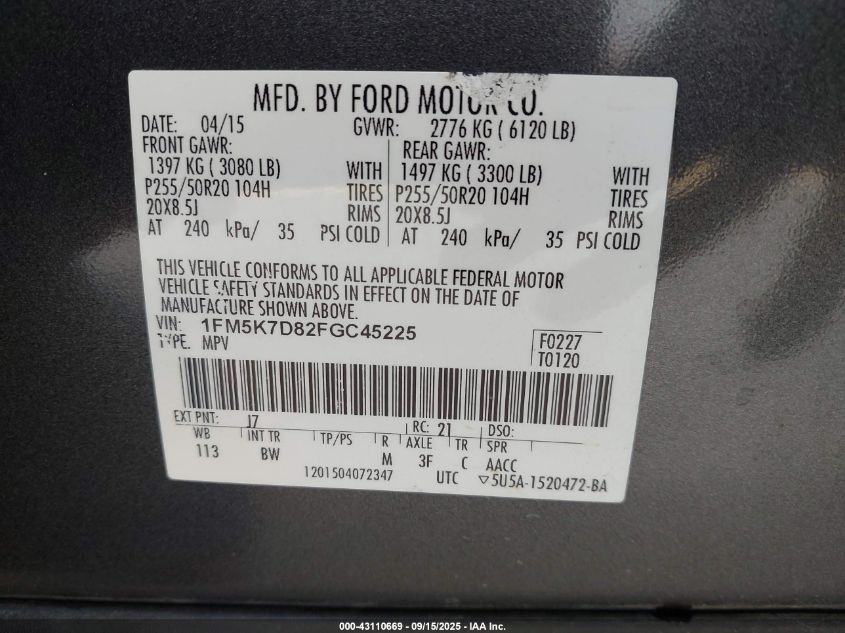 MFD. BY FORD MOTOR CO.
DATE: 04/15 GVWR: 2776 KG ( 6120 LB)
FRONT GAWR: REAR GAWR:
1397 KG ( 3080 LB) WITH 1497 KG ( 3300 LB) WITH
P255/50R20 104H TIRES P255/50R20 104H TIRES
20X8.5J RIMS 20X8.5J RIMS
AT 240 kPa/ 35 PSI COLD AT 240 kPa/ 35 PSI COLD
THIS VEHICLE CONFORMS TO ALL APPLICABLE FEDERAL MOTOR
VEHICLE SAFETY STANDARDS IN EFFECT ON THE DATE OF
MANUFACTURE SHOWN ABOVE.
VIN: 1FM5K7D82FGC45225 F0227
TYPE: MPV T0120
EXT PNT: J7 RC: 21 DSO:
WB INT TR TP/PS R AXLE TR SPR
113 BW M 3F C AACC
1201504072347 UTC ▽5U5A-1520472-BA
000-43110669 - 09/15/2025 - IAA Inc.